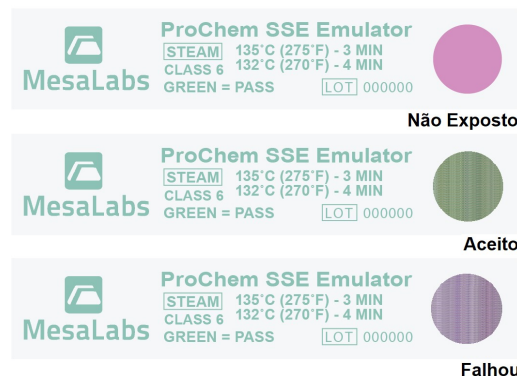 ProChem SSE Emulator
STEAM 135°C (275°F) - 3 MIN
CLASS 6 132°C (270°F) - 4 MIN
MesaLabs GREEN = PASS LOT 000000
Não Exposto
ProChem SSE Emulator
STEAM 135°C (275°F) - 3 MIN
CLASS 6 132°C (270°F) - 4 MIN
MesaLabs GREEN = PASS LOT 000000
Aceito
ProChem SSE Emulator
STEAM 135°C (275°F) - 3 MIN
CLASS 6 132°C (270°F) - 4 MIN
MesaLabs GREEN = PASS LOT 000000
Falhou